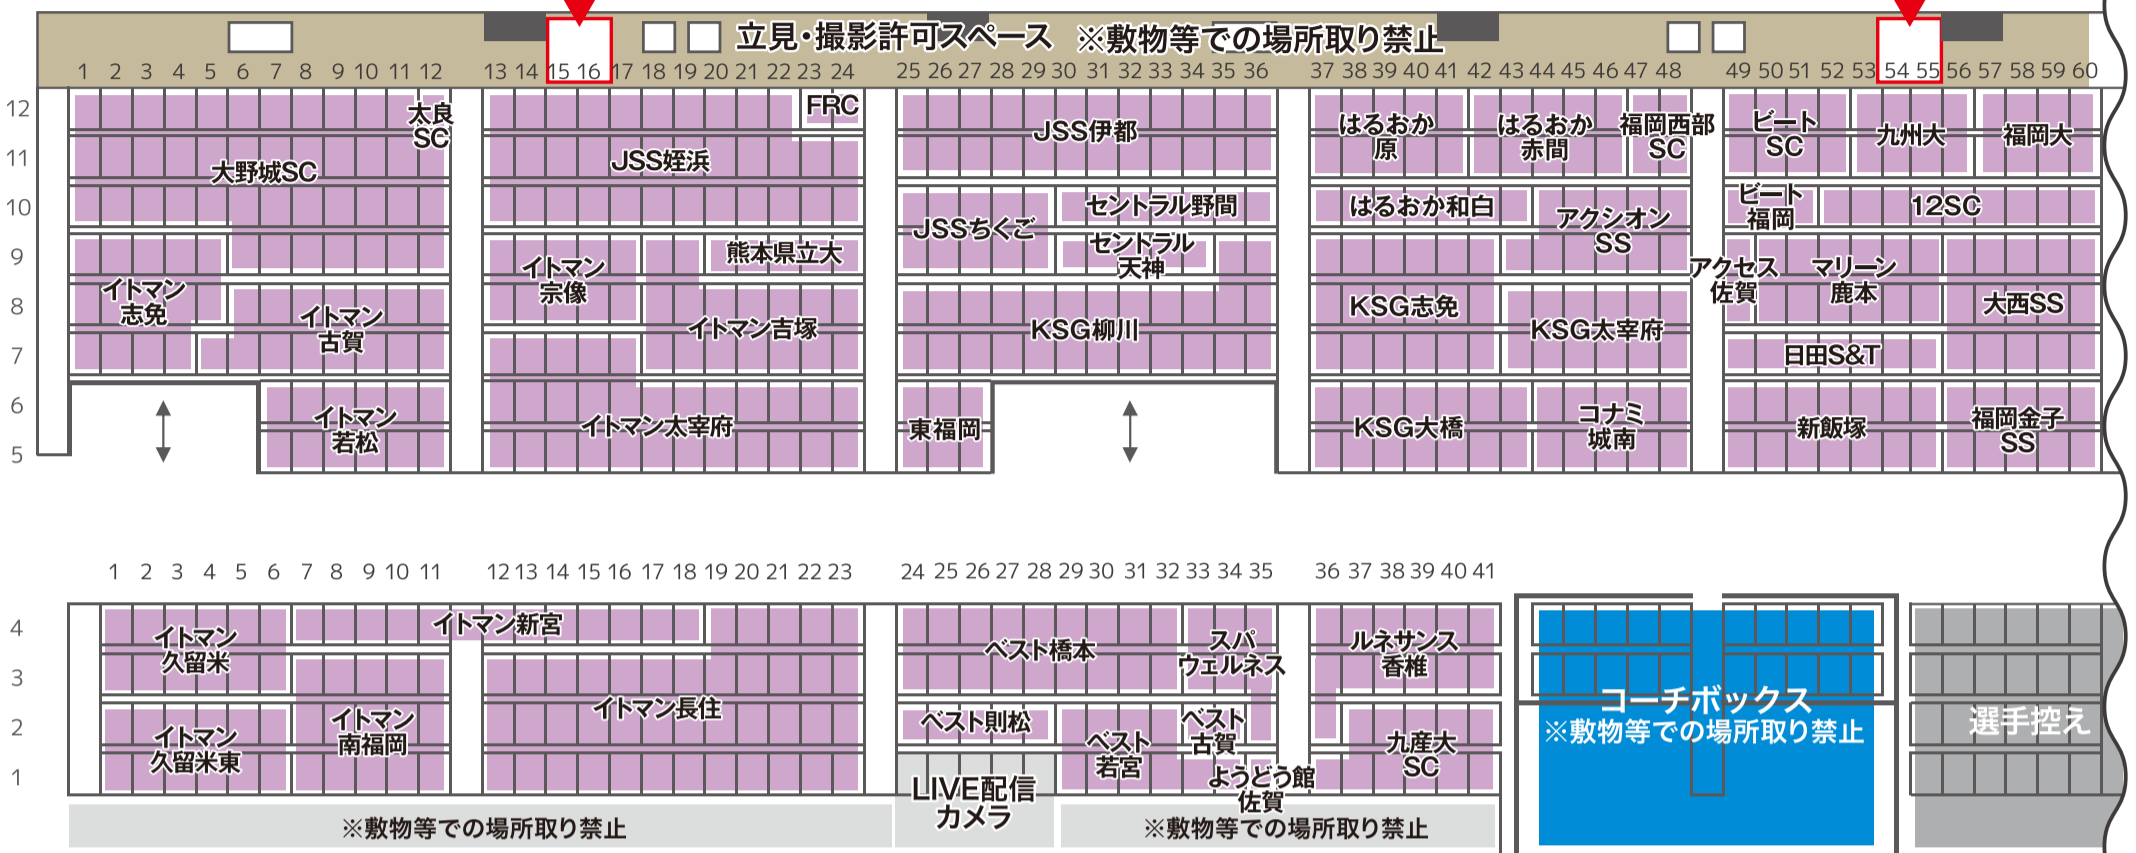 立見・撮影許可スペース ※敷物等での場所取り禁止
1 2 3 4 5 6 7 8 9 10 11 12 13 14 15 16 17 18 19 20 21 22 23 24 25 26 27 28 29 30 31 32 33 34 35 36 37 38 39 40 41 42 43 44 45 46 47 48 49 50 51 52 53 54 55 56 57 58 59 60
12
11
10
9
8
7
6
5
太良
SC
大野城SC
イトマン
志免
イトマン
古賀
イトマン
若松
FRC
JSS姪浜
イトマン
宗像
熊本県立大
イトマン吉塚
イトマン太宰府
JSS伊都
JSSちくご
セントラル野間
セントラル
天神
KSG柳川
東福岡
はるおか
原
はるおか
赤間
福岡西部
SC
はるおか和白
アクシオン
SS
KSG志免
KSG太宰府
KSG大橋
コナミ
城南
ビート
SC
九州大
福岡大
ビート
福岡
12SC
アクセス
佐賀
マリーン
鹿本
大西SS
日田S&T
新飯塚
福岡金子
SS
1 2 3 4 5 6 7 8 9 10 11 12 13 14 15 16 17 18 19 20 21 22 23 24 25 26 27 28 29 30 31 32 33 34 35 36 37 38 39 40 41
4
3
2
1
イトマン
久留米
イトマン新宮
イトマン
久留米東
イトマン
南福岡
イトマン長住
ベスト橋本
スパ
ウェルネス
ベスト則松
ベスト
若宮
ベスト
古賀
ようどう館
佐賀
ルネサンス
香椎
九産大
SC
LIVE配信
カメラ
コーチボックス
※敷物等での場所取り禁止
選手控え
※敷物等での場所取り禁止
※敷物等での場所取り禁止